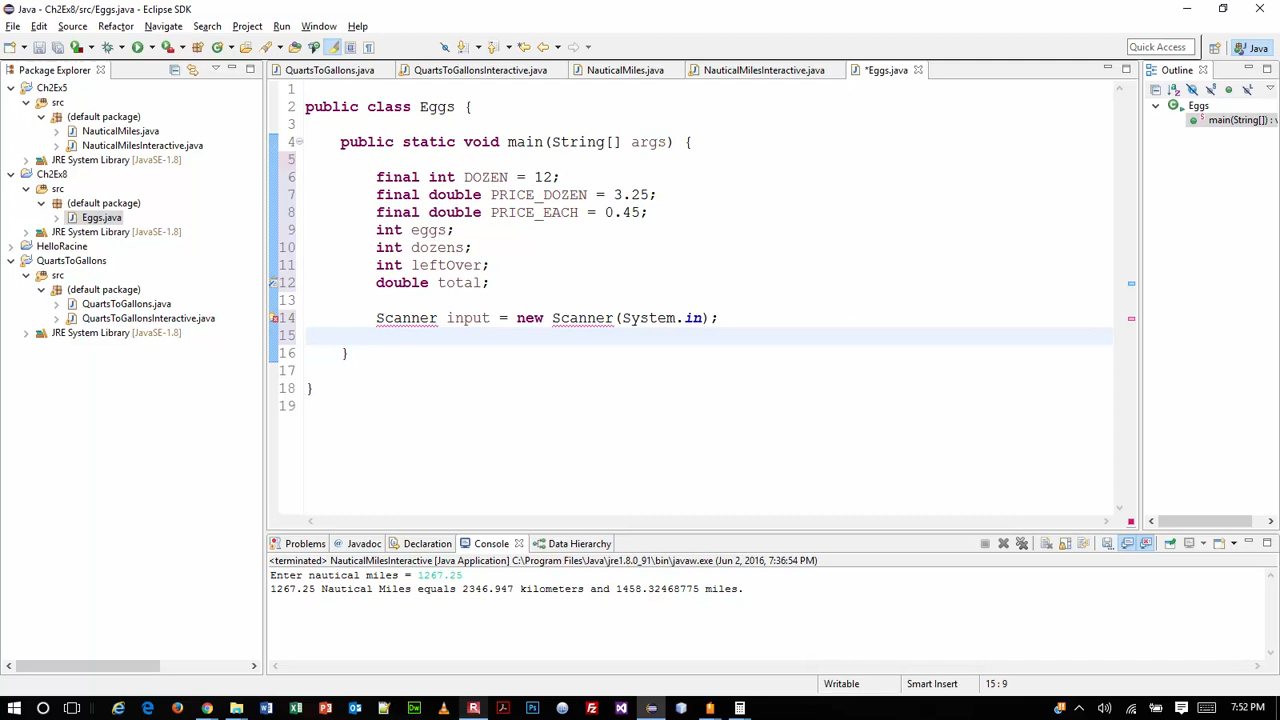 Java - Ch2Ex8/src/Eggs.java - Eclipse SDK
File Edit Source Refactor Navigate Search Project Run Window Help
Quick Access Java
Package Explorer
QuartsToGallons.java QuartsToGallonsInteractive.java NauticalMiles.java NauticalMilesInteractive.java *Eggs.java
Outline
Ch2Ex5
src
(default package)
NauticalMiles.java
NauticalMilesInteractive.java
JRE System Library [JavaSE-1.8]
Ch2Ex8
src
(default package)
Eggs.java
JRE System Library [JavaSE-1.8]
HelloRacine
QuartsToGallons
src
(default package)
QuartsToGallons.java
QuartsToGallonsInteractive.java
JRE System Library [JavaSE-1.8]
1
2 public class Eggs {
3
4 public static void main(String[] args) {
5
6 final int DOZEN = 12;
7 final double PRICE_DOZEN = 3.25;
8 final double PRICE_EACH = 0.45;
9 int eggs;
10 int dozens;
11 int leftOver;
12 double total;
13
14 Scanner input = new Scanner(System.in);
15
16 }
17
18 }
19
Eggs
main(String[]) : v
Problems Javadoc Declaration Console Data Hierarchy
<terminated> NauticalMilesInteractive [Java Application] C:\Program Files\Java\jre1.8.0_91\bin\javaw.exe (Jun 2, 2016, 7:36:54 PM)
Enter nautical miles = 1267.25
1267.25 Nautical Miles equals 2346.947 kilometers and 1458.32468775 miles.
Writable Smart Insert 15 : 9
7:52 PM